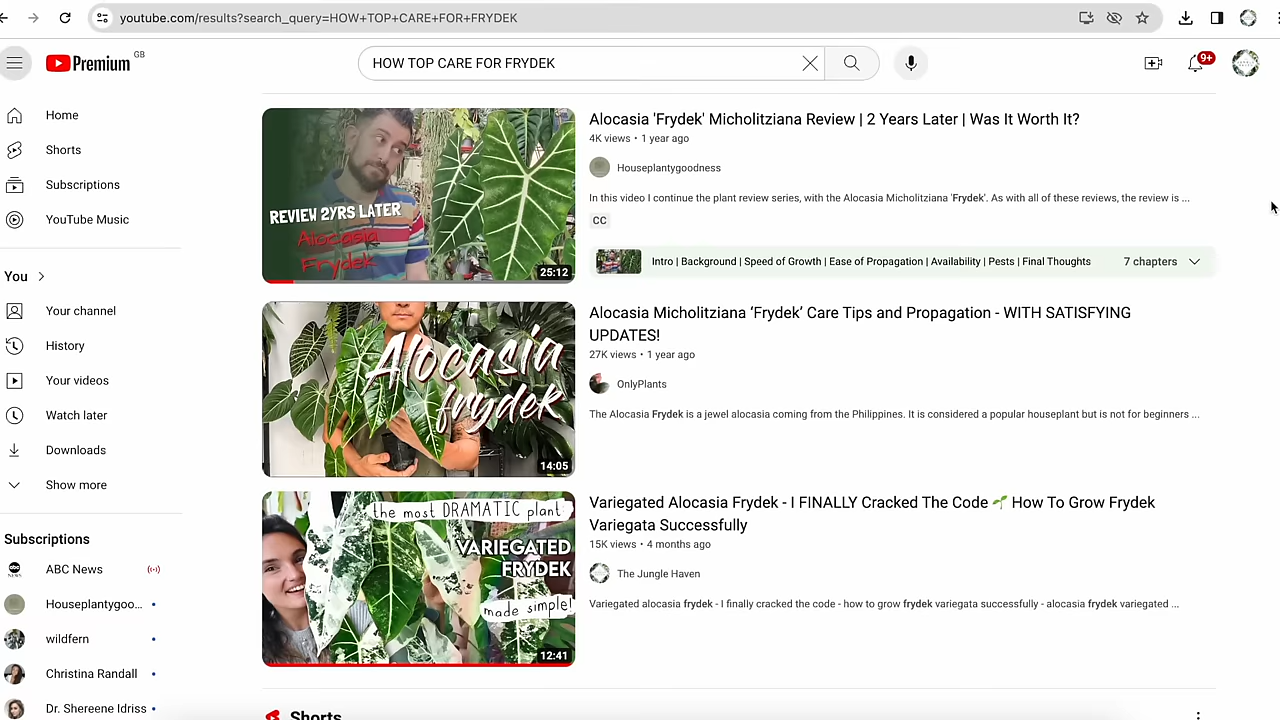 youtube.com/results?search_query=HOW+TOP+CARE+FOR+FRYDEK
Premium GB
HOW TOP CARE FOR FRYDEK
9+
Home
Shorts
Subscriptions
YouTube Music
You
Your channel
History
Your videos
Watch later
Downloads
Show more
Subscriptions
ABC News
Houseplantygoo...
wildfern
Christina Randall
Dr. Shereene Idriss
REVIEW 2YRS LATER
Alocasia
Frydek
25:12
Alocasia 'Frydek' Micholitziana Review | 2 Years Later | Was It Worth It?
4K views • 1 year ago
Houseplantygoodness
In this video I continue the plant review series, with the Alocasia Micholitziana 'Frydek'. As with all of these reviews, the review is ...
CC
Intro | Background | Speed of Growth | Ease of Propagation | Availability | Pests | Final Thoughts
7 chapters
Alocasia
frydek
14:05
Alocasia Micholitziana ‘Frydek’ Care Tips and Propagation - WITH SATISFYING
UPDATES!
27K views • 1 year ago
OnlyPlants
The Alocasia Frydek is a jewel alocasia coming from the Philippines. It is considered a popular houseplant but is not for beginners ...
the most DRAMATIC plant
VARIEGATED
FRYDEK
made simple!
12:41
Variegated Alocasia Frydek - I FINALLY Cracked The Code 🌱 How To Grow Frydek
Variegata Successfully
15K views • 4 months ago
The Jungle Haven
Variegated alocasia frydek - I finally cracked the code - how to grow frydek variegata successfully - alocasia frydek variegated ...
Shorts